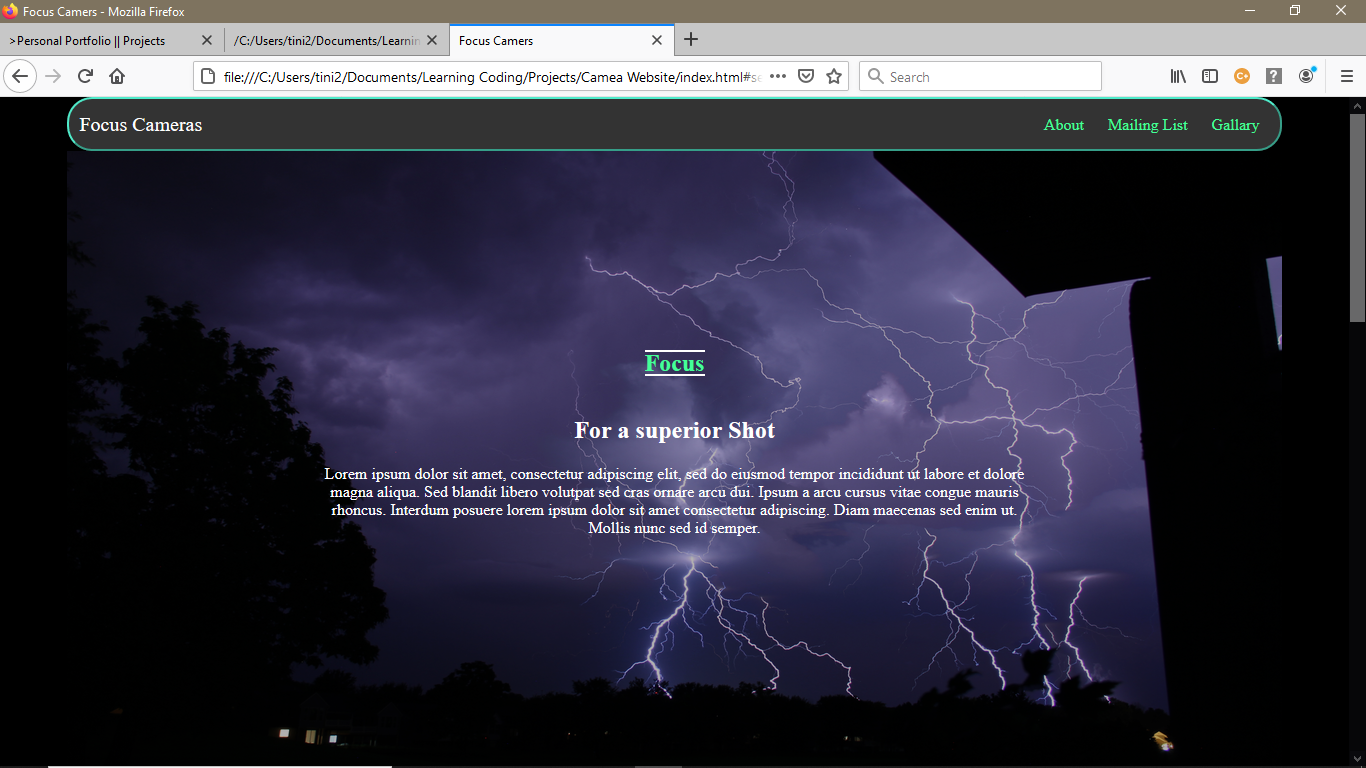 Focus Camers - Mozilla Firefox
>Personal Portfolio || Projects
/C:/Users/tini2/Documents/Learnin
Focus Camers
file:///C:/Users/tini2/Documents/Learning Coding/Projects/Camea Website/index.html#se
Search
Focus Cameras
About Mailing List Gallary
Focus
For a superior Shot
Lorem ipsum dolor sit amet, consectetur adipiscing elit, sed do eiusmod tempor incididunt ut labore et dolore
magna aliqua. Sed blandit libero volutpat sed cras ornare arcu dui. Ipsum a arcu cursus vitae congue mauris
rhoncus. Interdum posuere lorem ipsum dolor sit amet consectetur adipiscing. Diam maecenas sed enim ut.
Mollis nunc sed id semper.